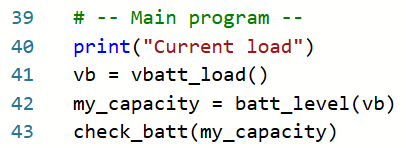 39 # -- Main program --
40 print("Current load")
41 vb = vbatt_load()
42 my_capacity = batt_level(vb)
43 check_batt(my_capacity)